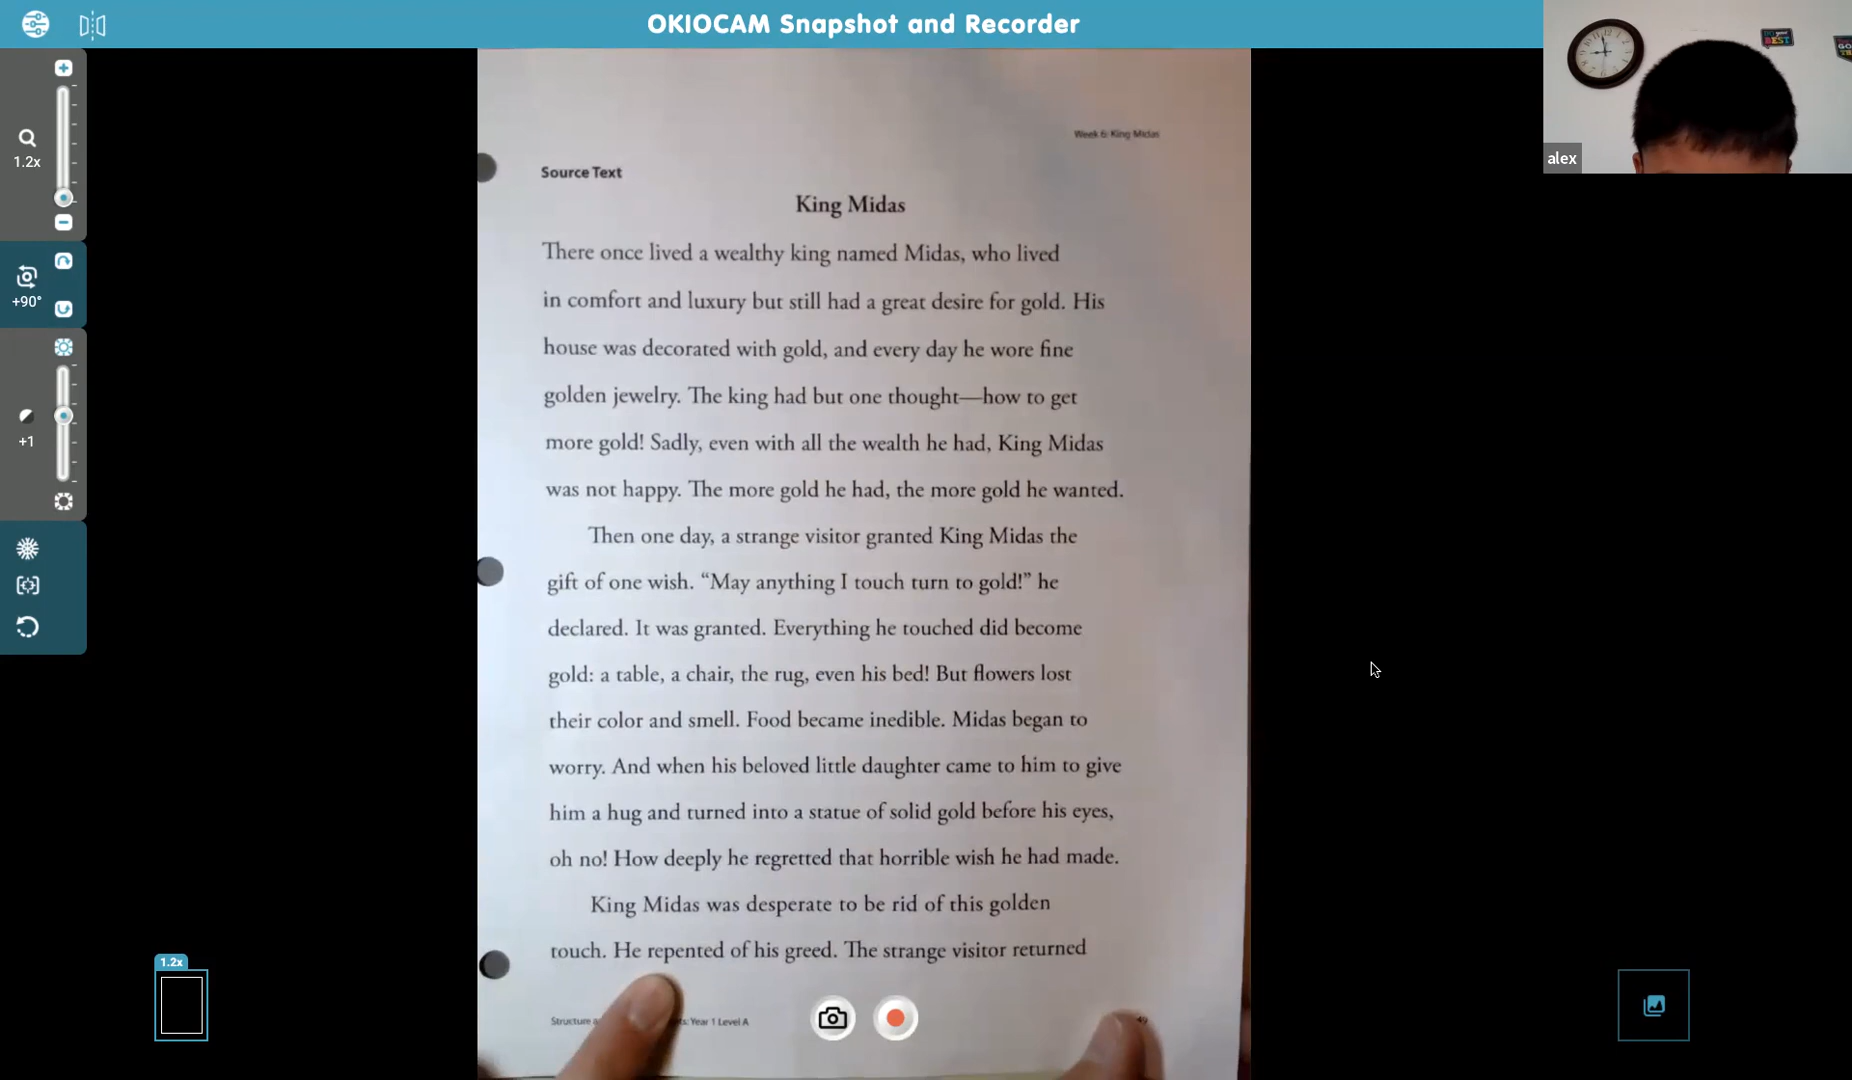 OKIOCAM Snapshot and Recorder
1.2x
+90°
+1
alex
Week 6: King Midas
Source Text
King Midas
There once lived a wealthy king named Midas, who lived
in comfort and luxury but still had a great desire for gold. His
house was decorated with gold, and every day he wore fine
golden jewelry. The king had but one thought—how to get
more gold! Sadly, even with all the wealth he had, King Midas
was not happy. The more gold he had, the more gold he wanted.
Then one day, a strange visitor granted King Midas the
gift of one wish. “May anything I touch turn to gold!” he
declared. It was granted. Everything he touched did become
gold: a table, a chair, the rug, even his bed! But flowers lost
their color and smell. Food became inedible. Midas began to
worry. And when his beloved little daughter came to him to give
him a hug and turned into a statue of solid gold before his eyes,
oh no! How deeply he regretted that horrible wish he had made.
King Midas was desperate to be rid of this golden
touch. He repented of his greed. The strange visitor returned
Structure : Year 1 Level A
49
1.2x